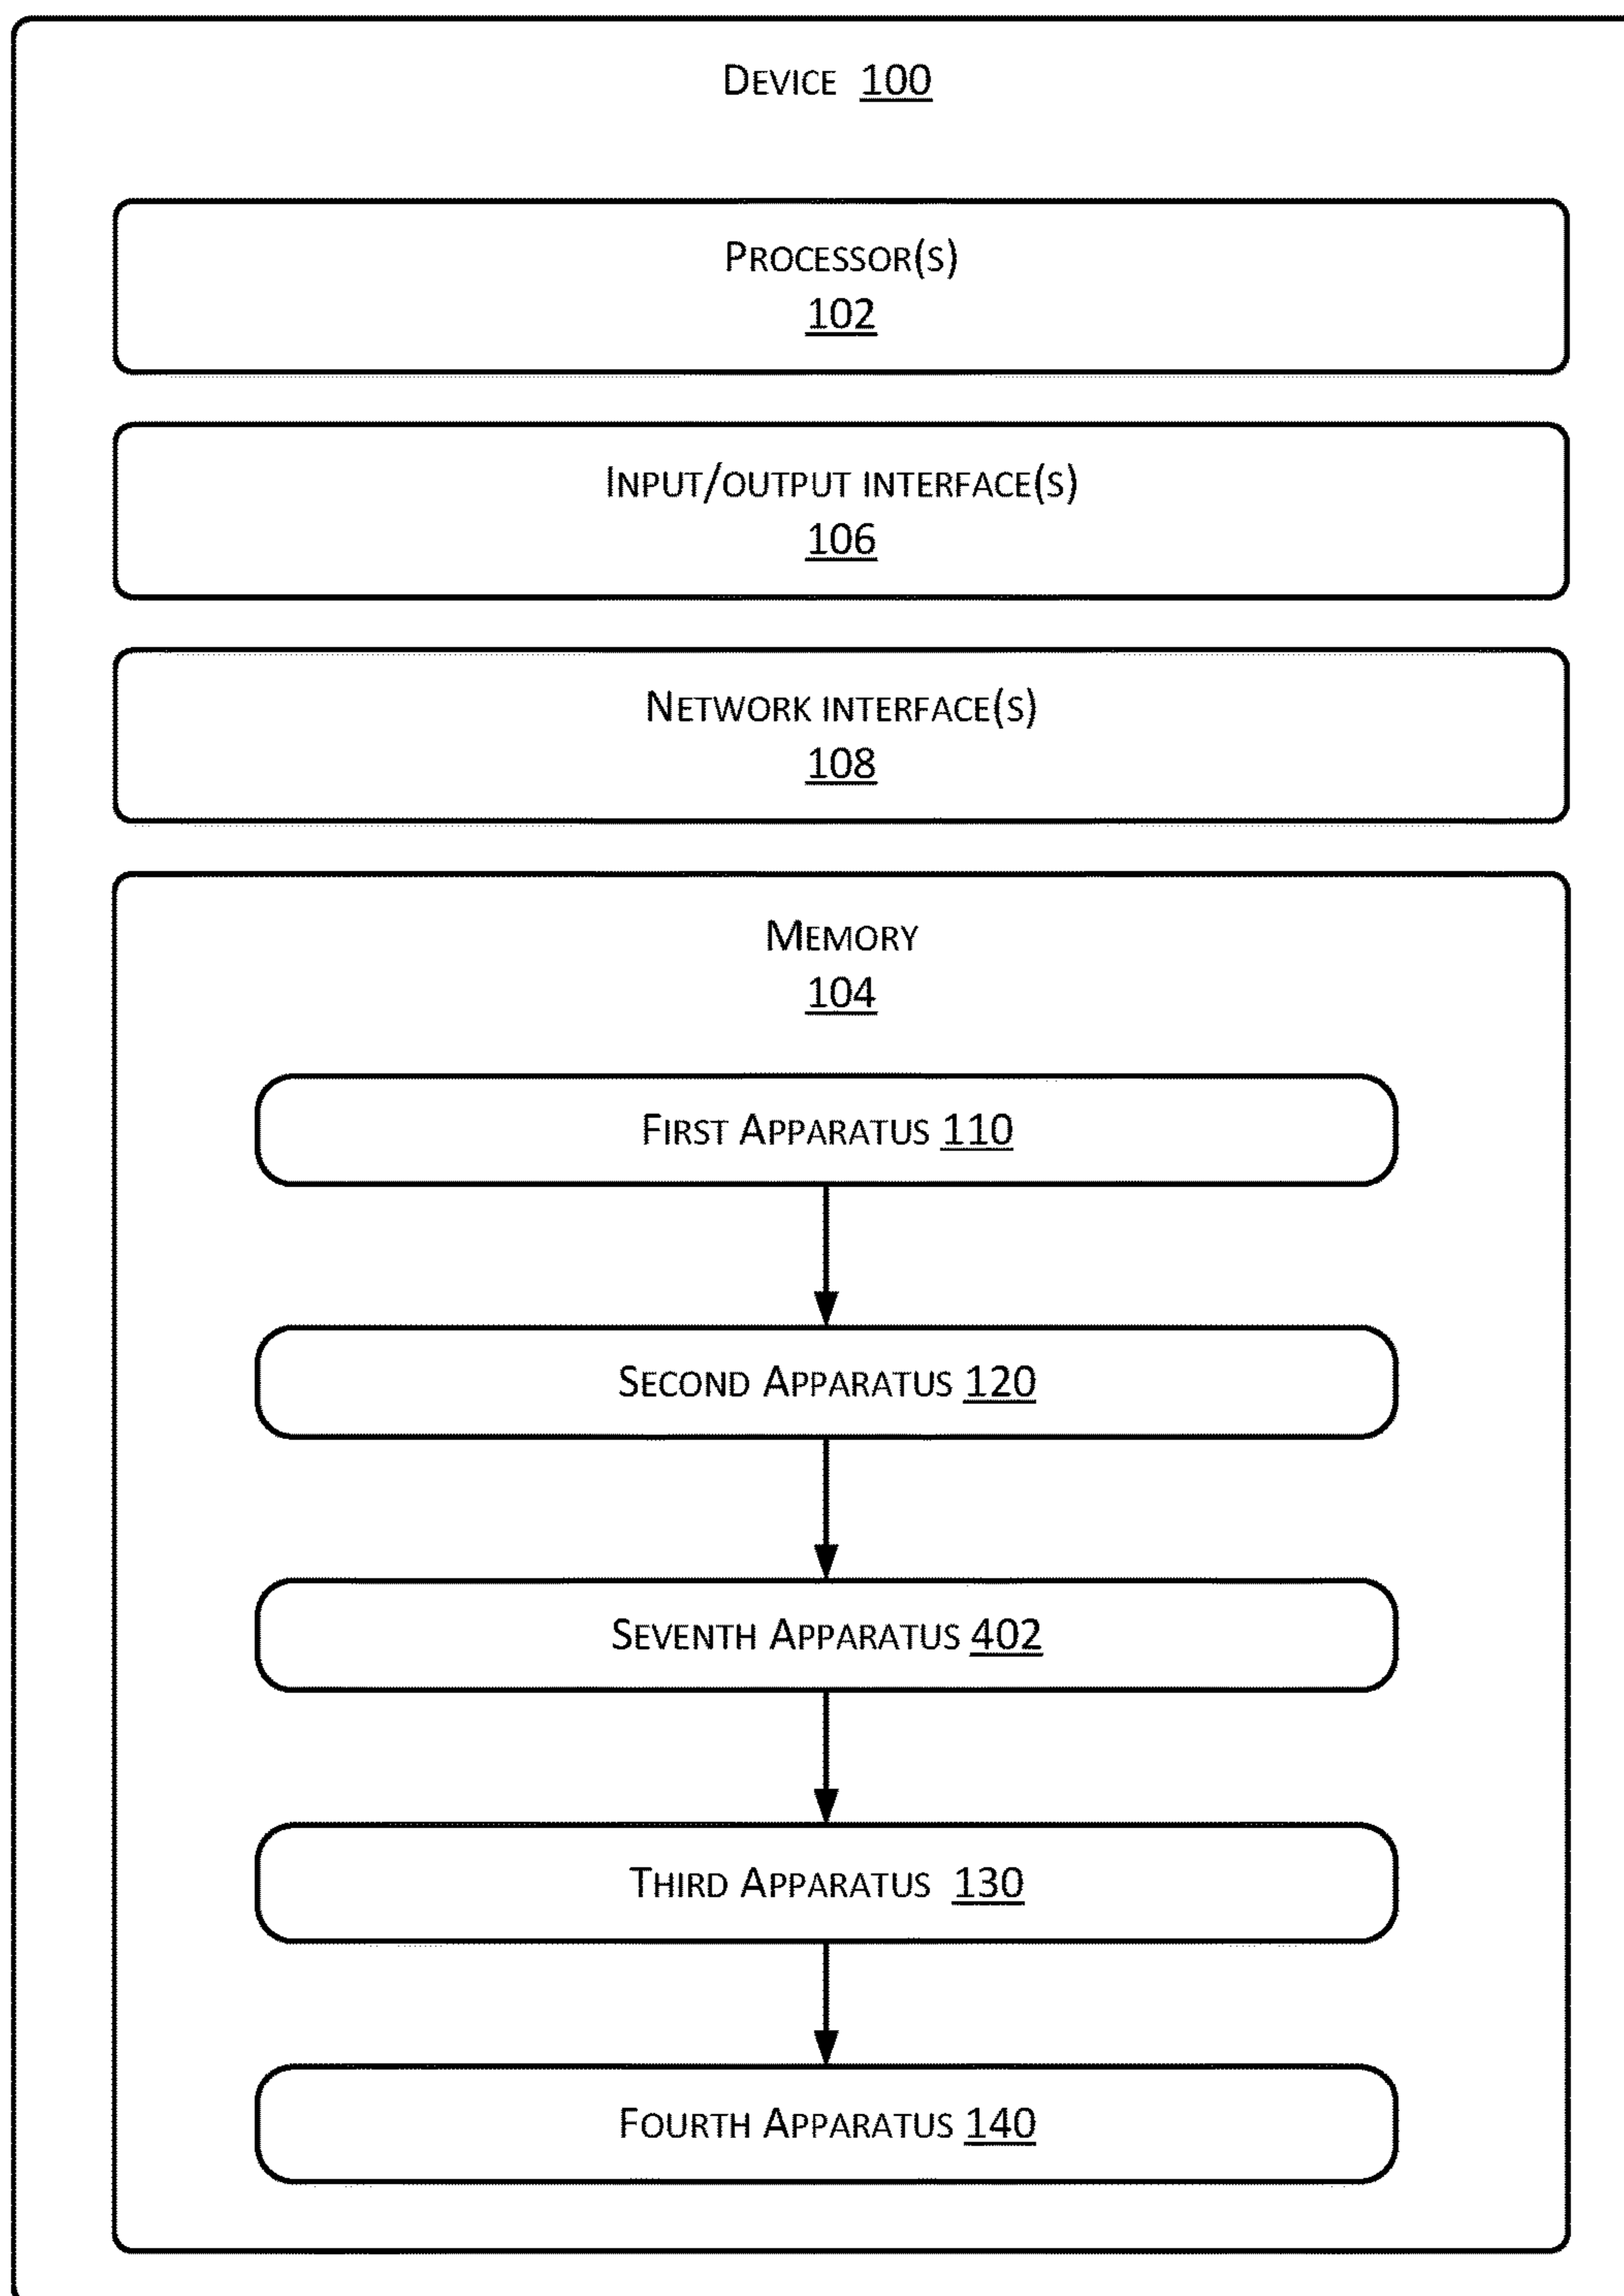 Device 100
Processor(s)
102
Input/output interface(s)
106
Network interface(s)
108
Memory
104
First Apparatus 110
Second Apparatus 120
Seventh Apparatus 402
Third Apparatus 130
Fourth Apparatus 140